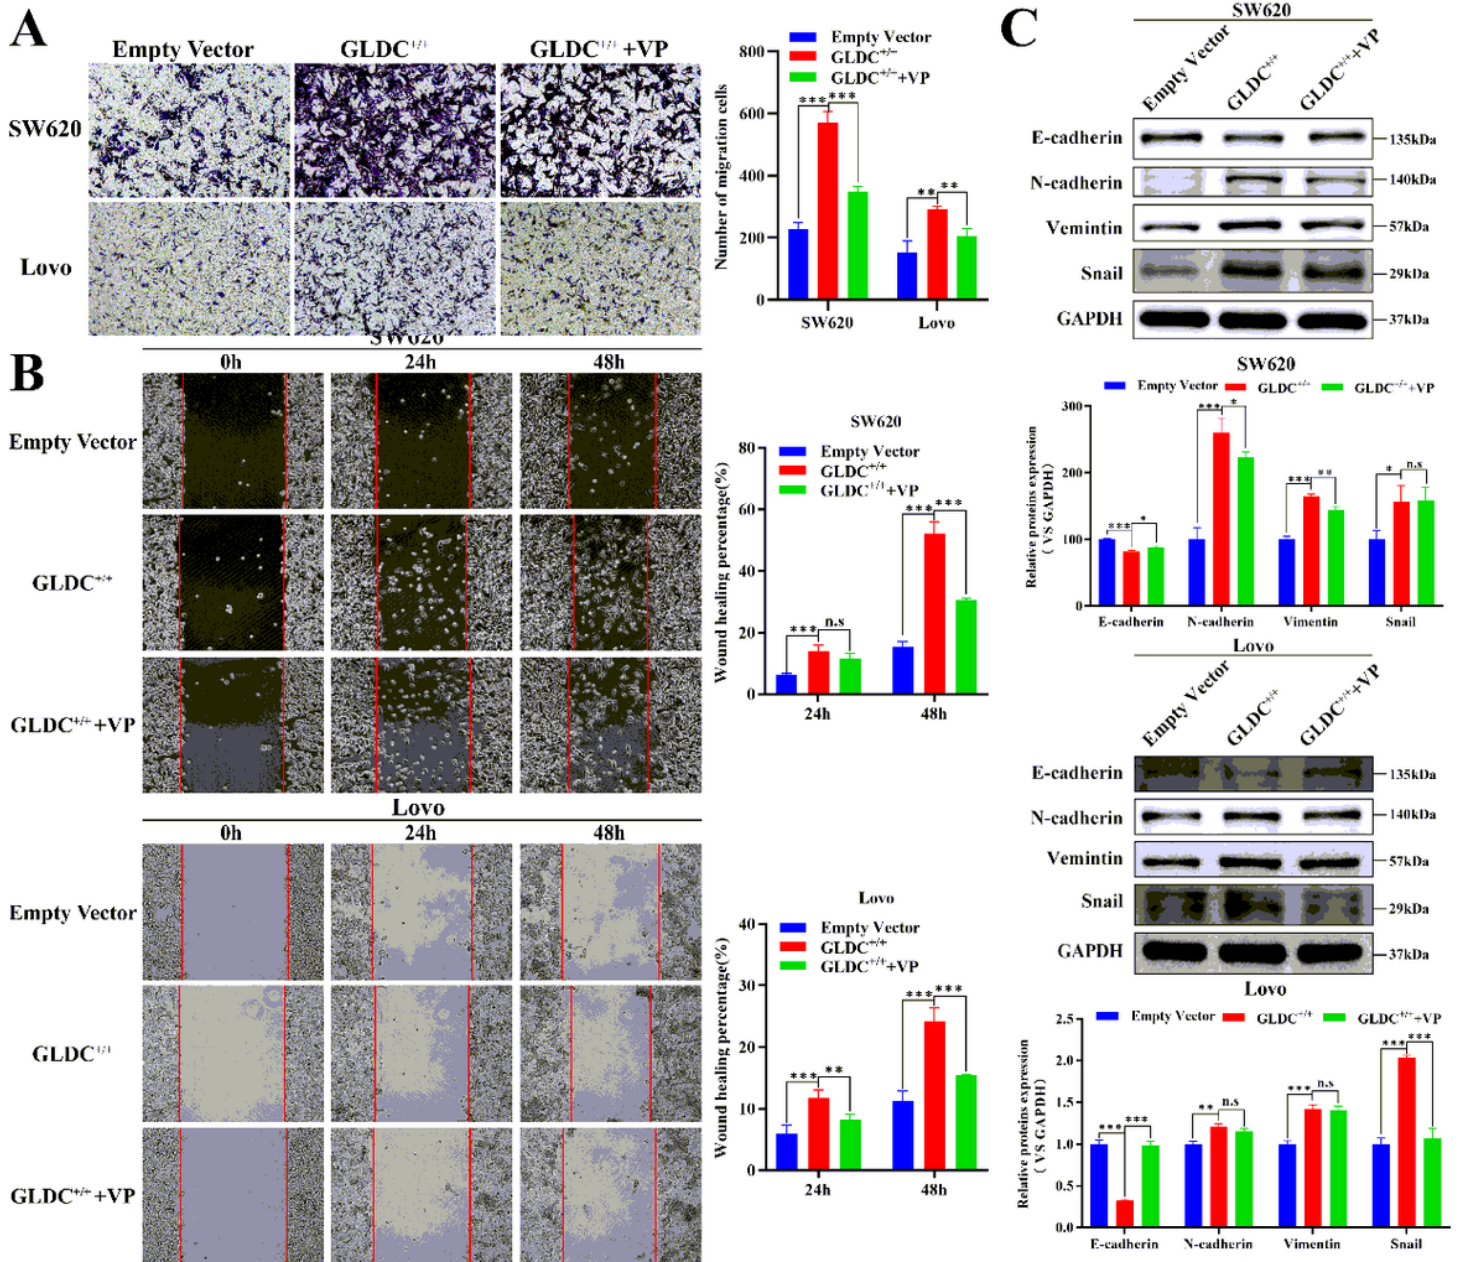 A
Empty Vector GLDC+/+ GLDC+/+ +VP
SW620
Lovo
Empty Vector
GLDC+/+
GLDC+/+ +VP
Number of migration cells
800
600
400
200
0
*** ***
** **
SW620 Lovo
B
SW620
0h 24h 48h
Empty Vector
GLDC+/+
GLDC+/+ +VP
SW620
Empty Vector
GLDC+/+
GLDC+/+ +VP
Wound healing percentage(%)
80
60
40
20
0
*** n.s
*** ***
24h 48h
Lovo
0h 24h 48h
Empty Vector
GLDC+/+
GLDC+/+ +VP
Lovo
Empty Vector
GLDC+/+
GLDC+/+ +VP
Wound healing percentage(%)
40
30
20
10
0
*** **
*** ***
24h 48h
C
SW620
Empty Vector GLDC+/+ GLDC+/+ +VP
E-cadherin 135kDa
N-cadherin 140kDa
Vemintin 57kDa
Snail 29kDa
GAPDH 37kDa
SW620
Empty Vector GLDC+/+ GLDC+/+ +VP
Relative proteins expression
( VS GAPDH)
300
200
100
0
*** *
*** *
*** **
* n.s
E-cadherin N-cadherin Vimentin Snail
Lovo
Empty Vector GLDC+/+ GLDC+/+ +VP
E-cadherin 135kDa
N-cadherin 140kDa
Vemintin 57kDa
Snail 29kDa
GAPDH 37kDa
Lovo
Empty Vector GLDC+/+ GLDC+/+ +VP
Relative proteins expression
( VS GAPDH)
2.5
2.0
1.5
1.0
0.5
0.0
*** ***
** n.s
*** n.s
*** ***
E-cadherin N-cadherin Vimentin Snail